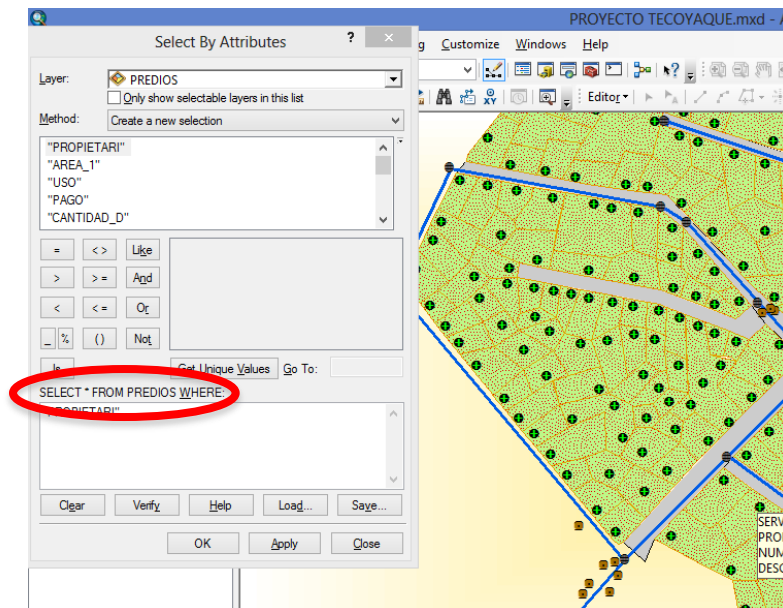 PROYECTO TECOYAQUE.mxd - A
Select By Attributes ? ×
g Customize Windows Help
Layer: PREDIOS
Only show selectable layers in this list
Method: Create a new selection
Editor
"PROPIETARI"
"AREA_1"
"USO"
"PAGO"
"CANTIDAD_D"
= < > Like
> > = And
< < = Or
_ % ( ) Not
Is Get Unique Values Go To:
SELECT * FROM PREDIOS WHERE:
"PROPIETARI"
Clear Verify Help Load... Save...
OK Apply Close
SERV
PROP
NUM
DESC